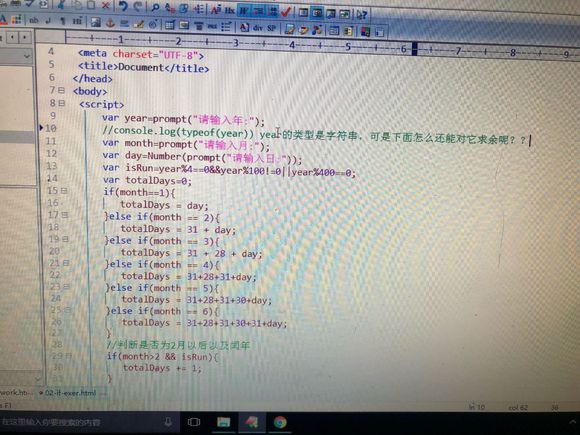 4 <meta charset="UTF-8">
5 <title>Document</title>
6 </head>
7 <body>
8 <script>
9 var year=prompt("请输入年:");
10 //console.log(typeof(year)) year的类型是字符串，可是下面怎么还能对它求余呢？？
11 var month=prompt("请输入月:");
12 var day=Number(prompt("请输入日:"));
13 var isRun=year%4==0&&year%100!=0||year%400==0;
14 var totalDays=0;
15 if(month==1){
16 totalDays = day;
17 }else if(month == 2){
18 totalDays = 31 + day;
19 }else if(month == 3){
20 totalDays = 31 + 28 + day;
21 }else if(month == 4){
22 totalDays = 31+28+31+day;
23 }else if(month == 5){
24 totalDays = 31+28+31+30+day;
25 }else if(month == 6){
26 totalDays = 31+28+31+30+31+day;
27 }
28 //判断是否为2月以后以及闰年
29 if(month>2 && isRun){
30 totalDays += 1;
31 }
work.ht
02-if-exer.html
F1
ln 10 col 62 36
在这里输入你要搜索的内容